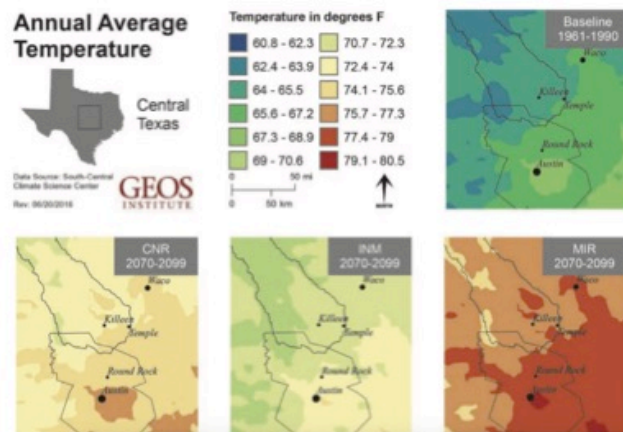 Annual Average
Temperature
Central
Texas
Data Source: South-Central
Climate Science Center
Rev: 06/20/2016
GEOS
INSTITUTE
Temperature in degrees F
60.8 - 62.3
62.4 - 63.9
64 - 65.5
65.6 - 67.2
67.3 - 68.9
69 - 70.6
70.7 - 72.3
72.4 - 74
74.1 - 75.6
75.7 - 77.3
77.4 - 79
79.1 - 80.5
0 50 mi
0 50 km
NORTH
Baseline
1961-1990
Waco
Killeen
Temple
Round Rock
Austin
CNR
2070-2099
Waco
Killeen
Temple
Round Rock
Austin
INM
2070-2099
Waco
Killeen
Temple
Round Rock
Austin
MIR
2070-2099
Waco
Killeen
Temple
Round Rock
Austin